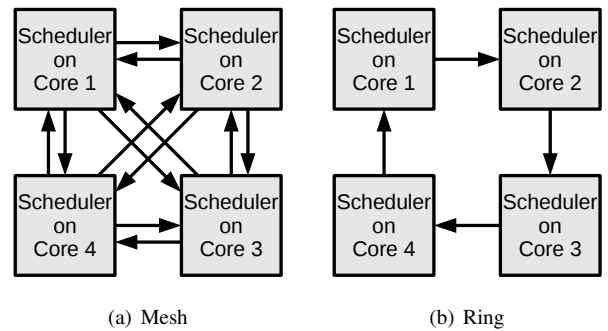 Scheduler
on
Core 1
Scheduler
on
Core 2
Scheduler
on
Core 4
Scheduler
on
Core 3
(a) Mesh
Scheduler
on
Core 1
Scheduler
on
Core 2
Scheduler
on
Core 4
Scheduler
on
Core 3
(b) Ring